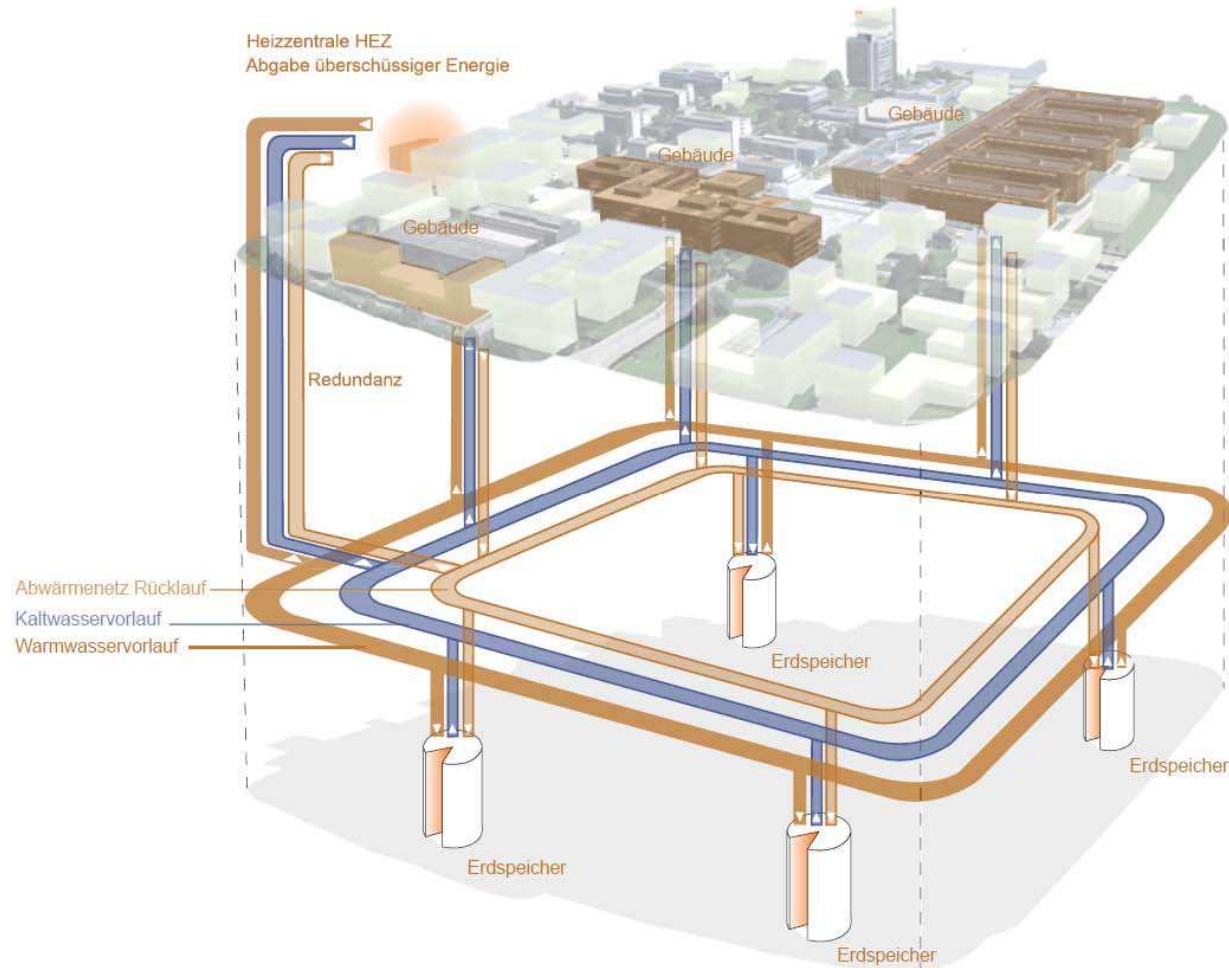 Heizzentrale HEZ
Abgabe überschüssiger Energie
Gebäude
Gebäude
Gebäude
Redundanz
Abwärmenetz Rücklauf
Kaltwasservorlauf
Warmwasservorlauf
Erdspeicher
Erdspeicher
Erdspeicher
Erdspeicher